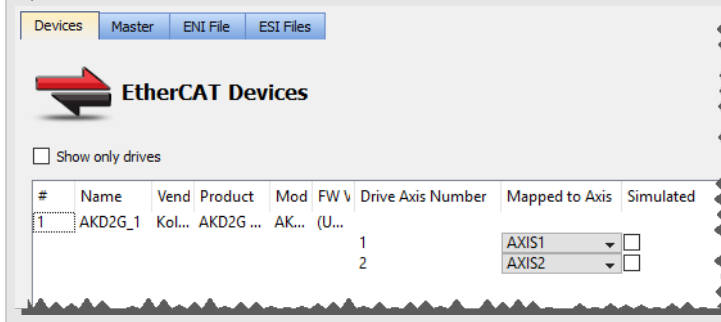 Devices Master ENI File ESI Files
EtherCAT Devices
Show only drives
# Name Vend Product Mod FW V Drive Axis Number Mapped to Axis Simulated
1 AKD2G_1 Kol... AKD2G ... AK... (U...
1 AXIS1
2 AXIS2